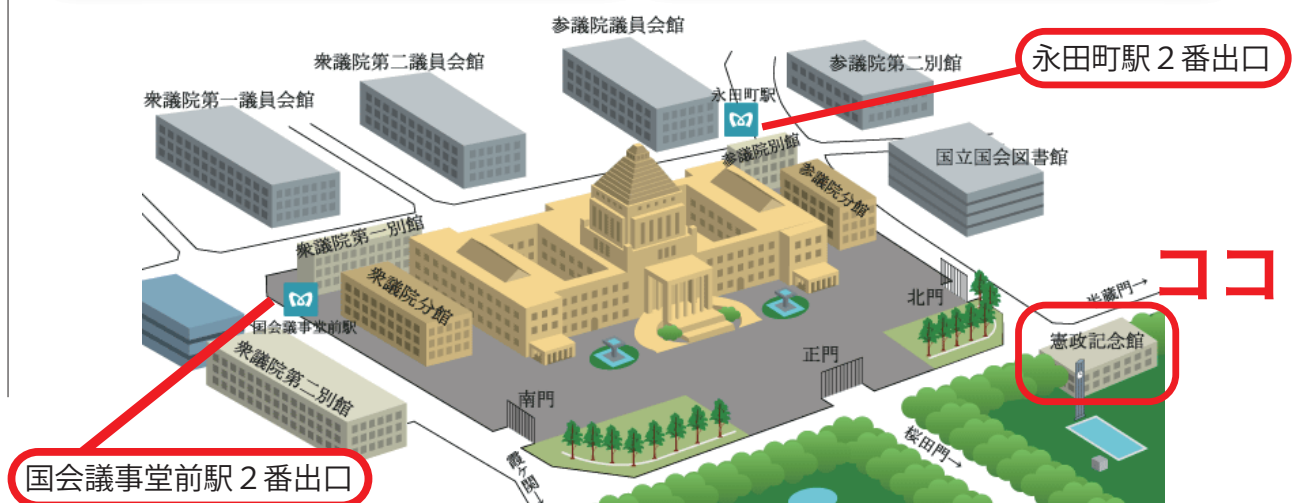 参議院議員会館
永田町駅２番出口
衆議院第二議員会館
参議院第二別館
衆議院第一議員会館
永田町駅
参議院別館
国立国会図書館
参議院分館
衆議院第一別館
ココ
衆議院分館
北門
半蔵門→
国会議事堂前駅
憲政記念館
衆議院第二別館
正門
南門
桜田門→
霞ヶ関→
国会議事堂前駅２番出口